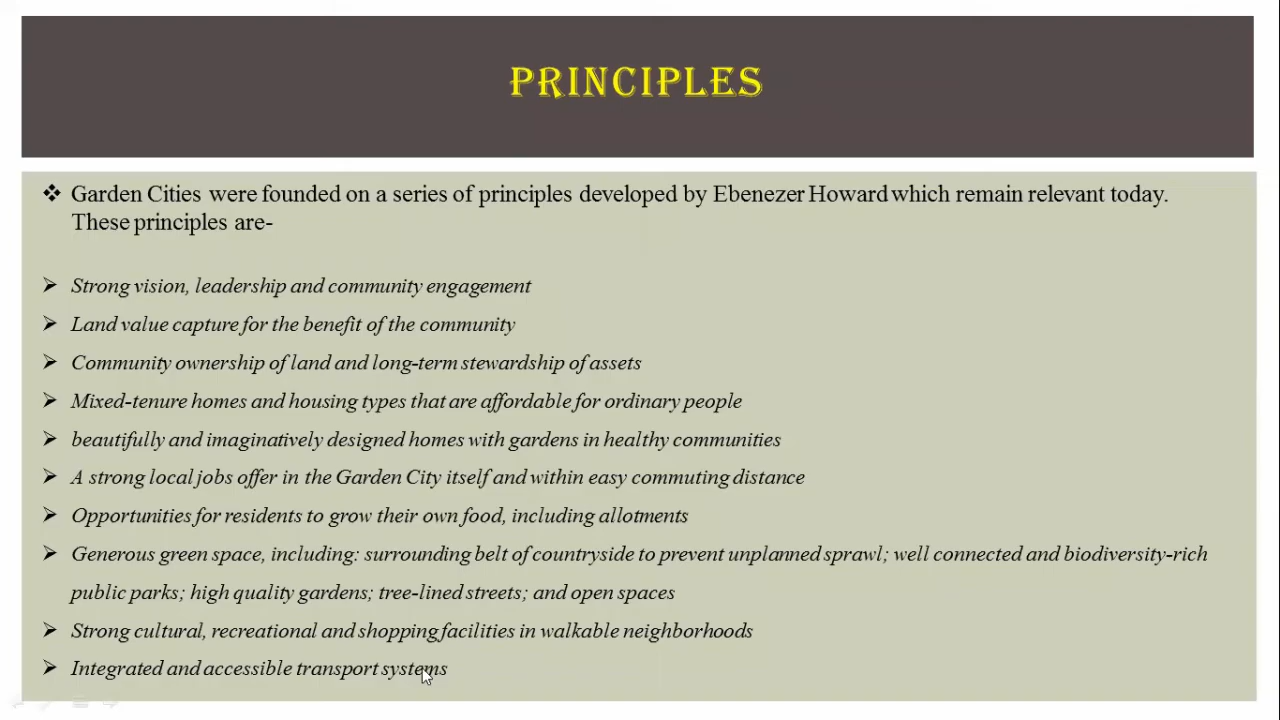 PRINCIPLES
❖ Garden Cities were founded on a series of principles developed by Ebenezer Howard which remain relevant today.
These principles are-
➢ Strong vision, leadership and community engagement
➢ Land value capture for the benefit of the community
➢ Community ownership of land and long-term stewardship of assets
➢ Mixed-tenure homes and housing types that are affordable for ordinary people
➢ beautifully and imaginatively designed homes with gardens in healthy communities
➢ A strong local jobs offer in the Garden City itself and within easy commuting distance
➢ Opportunities for residents to grow their own food, including allotments
➢ Generous green space, including: surrounding belt of countryside to prevent unplanned sprawl; well connected and biodiversity-rich
public parks; high quality gardens; tree-lined streets; and open spaces
➢ Strong cultural, recreational and shopping facilities in walkable neighborhoods
➢ Integrated and accessible transport systems